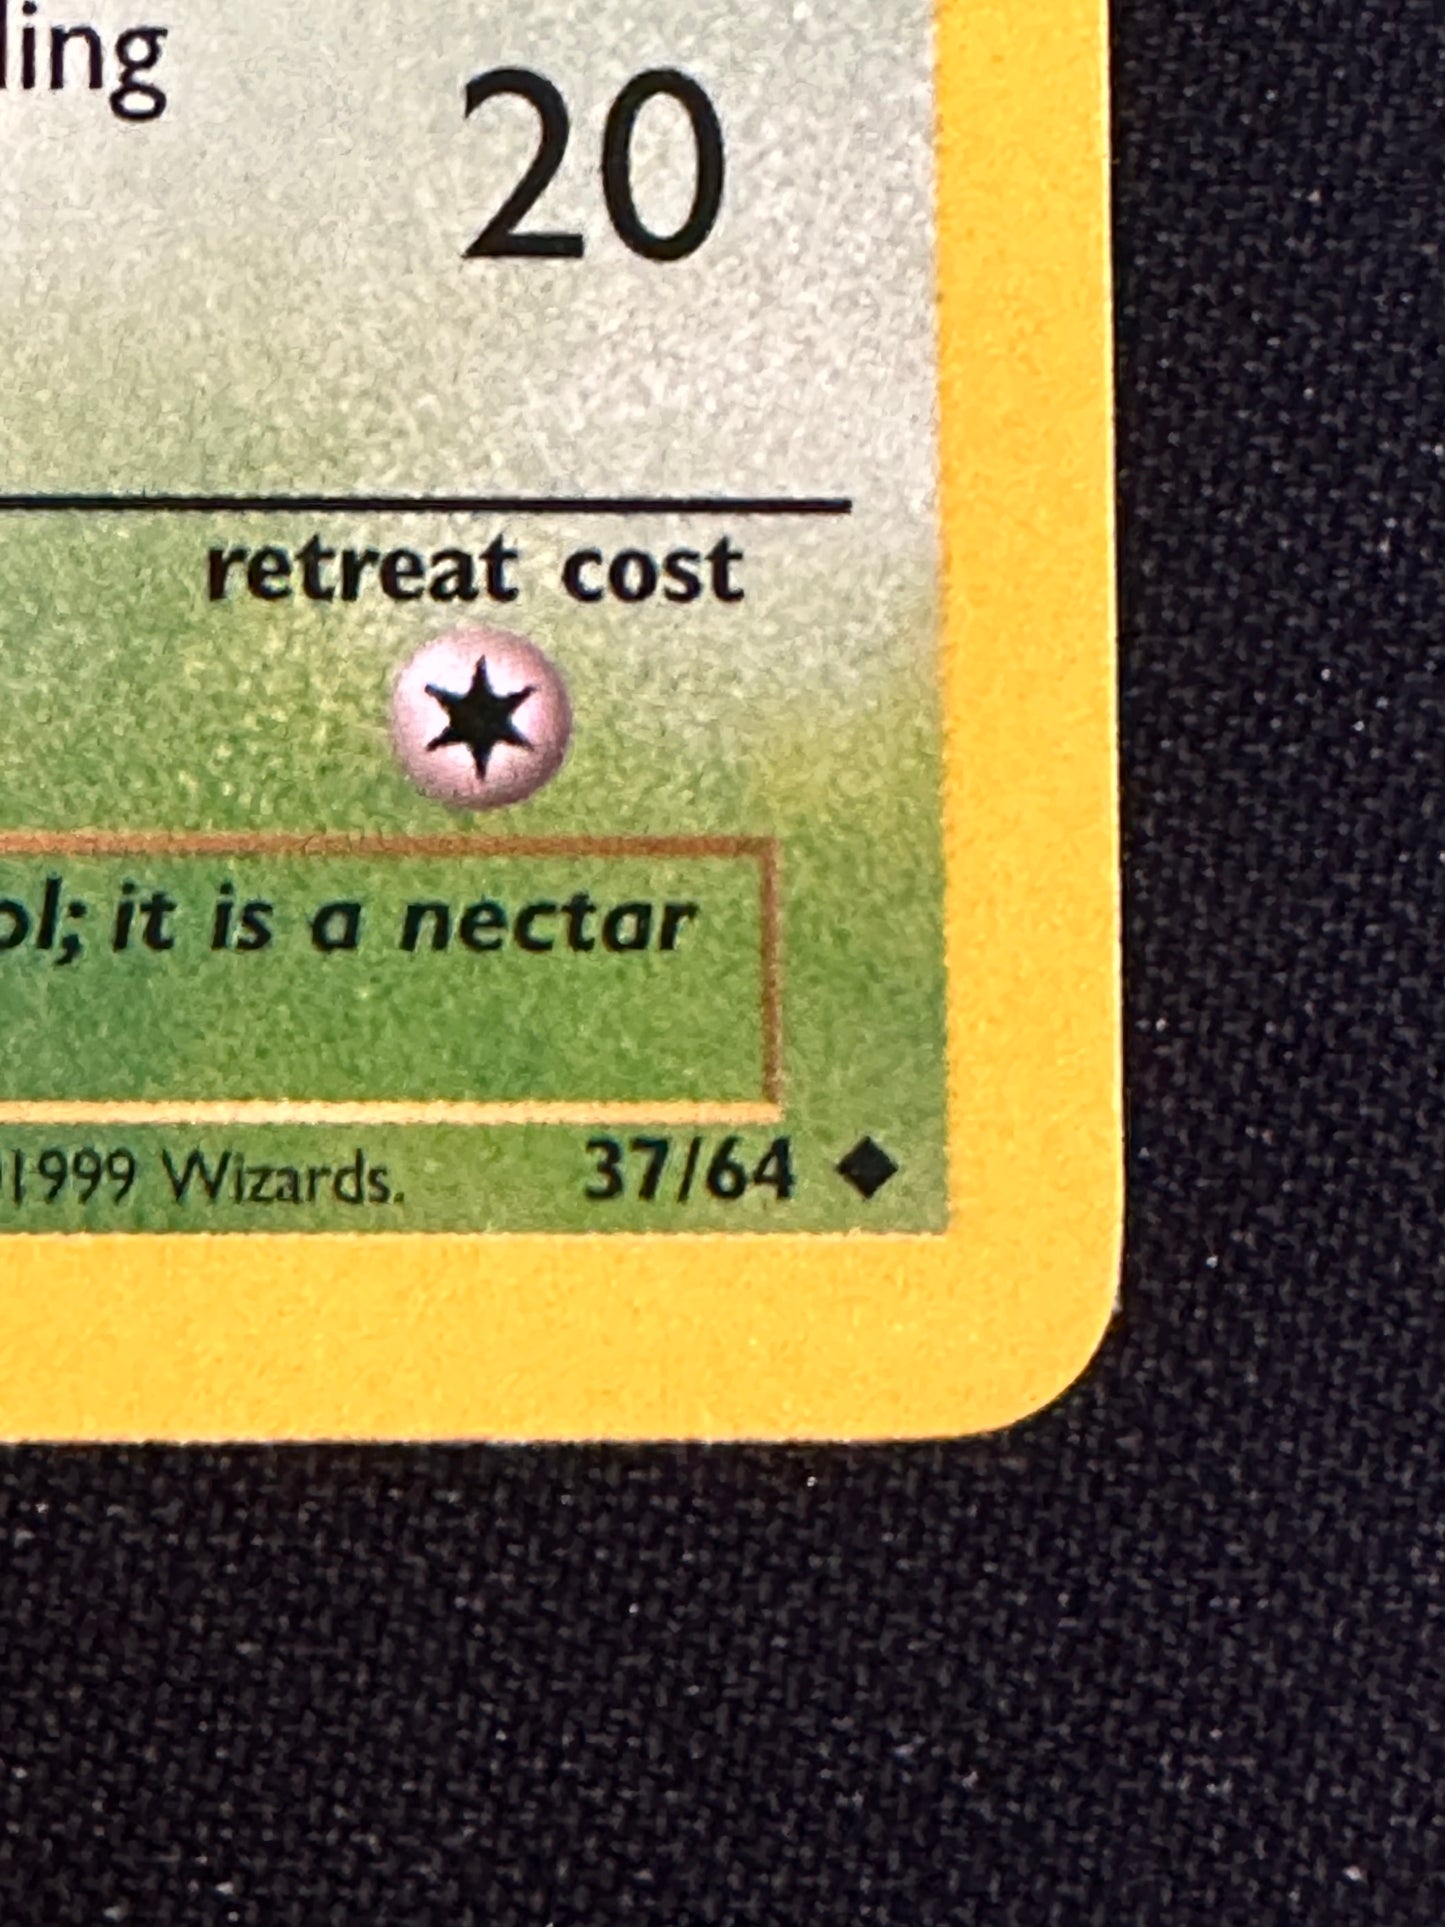 ling
20
retreat cost
ol; it is a nectar
1999 Wizards. 37/64